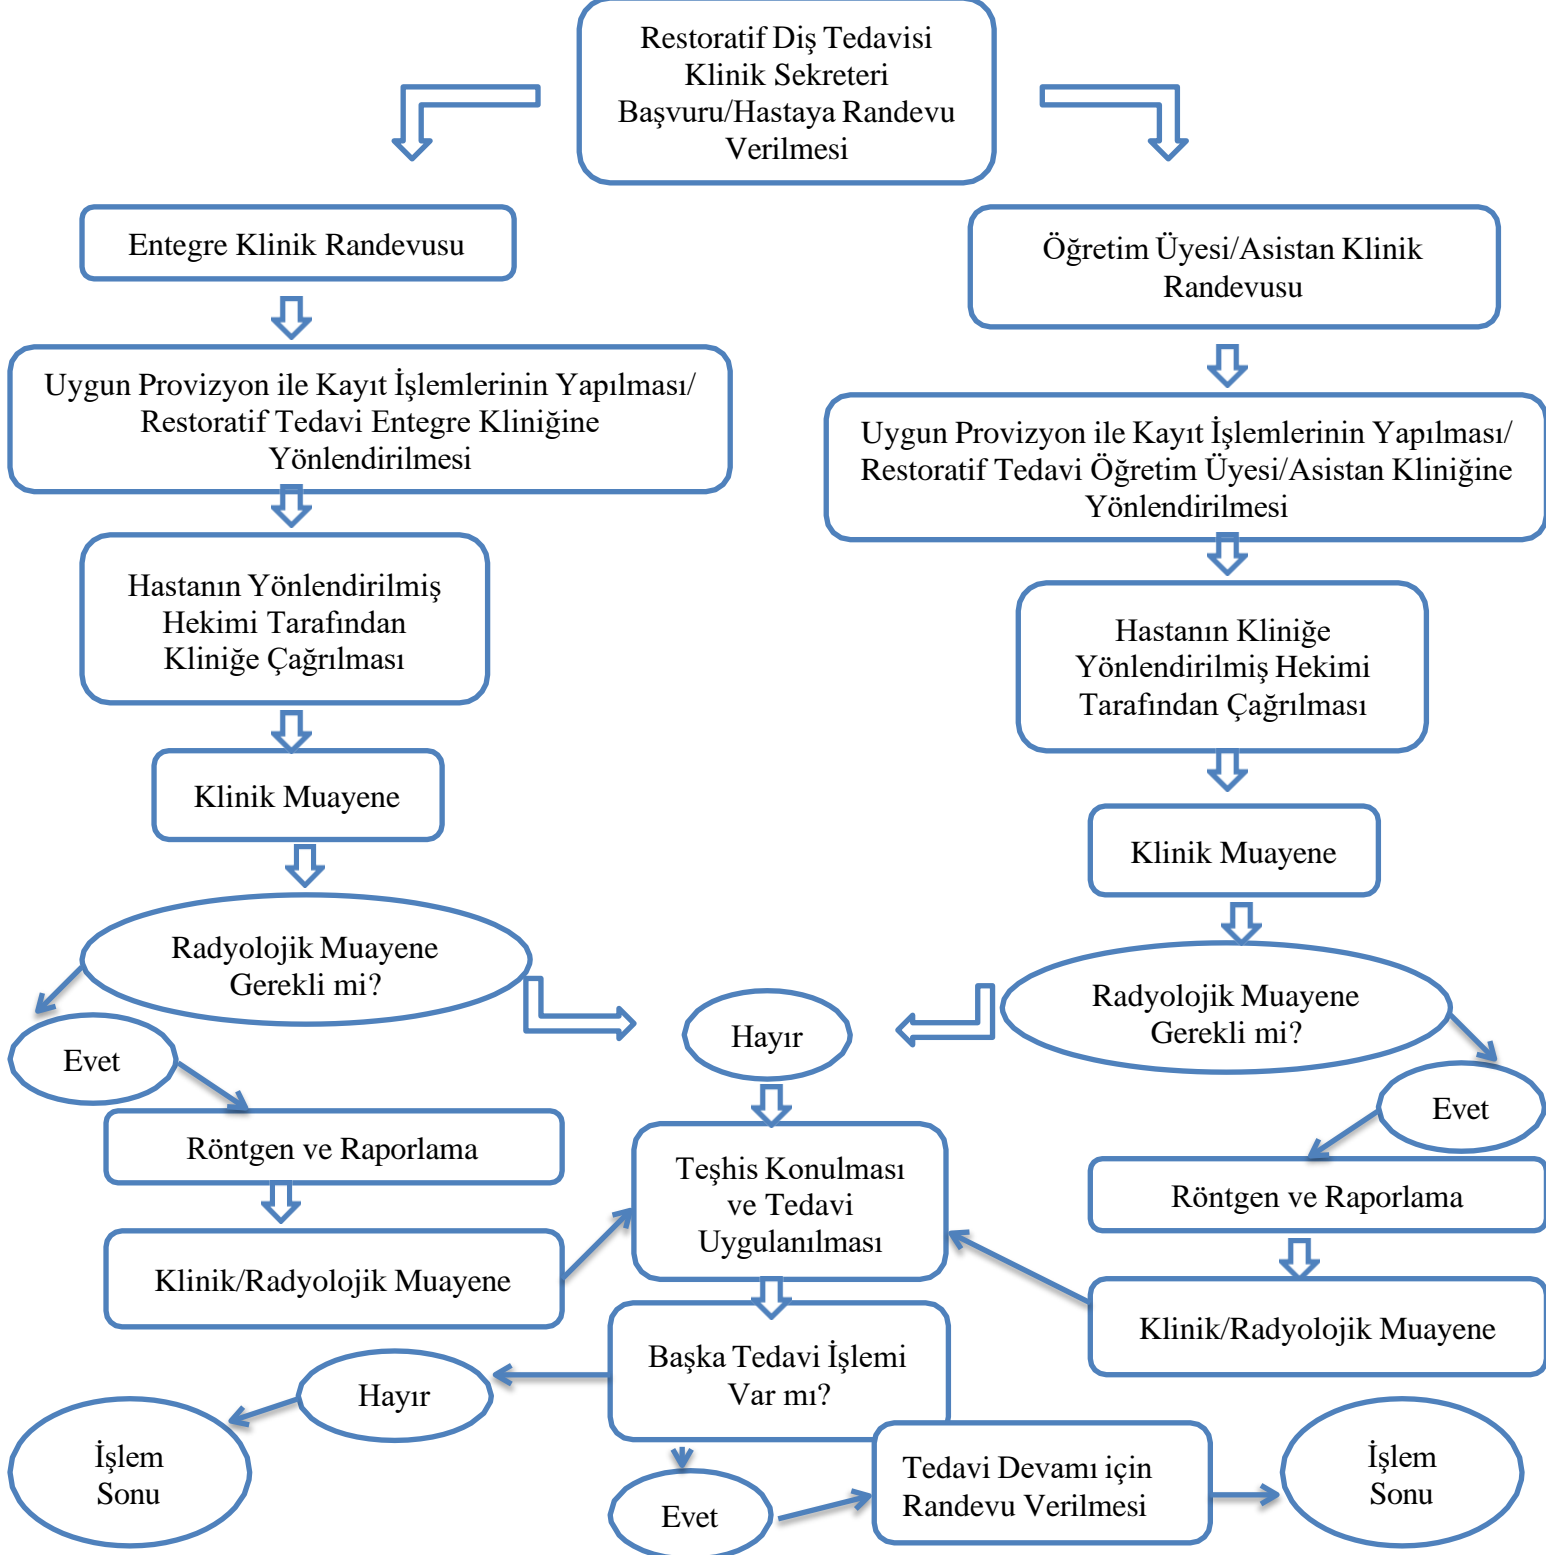 Restoratif Diş Tedavisi
Klinik Sekreteri
Başvuru/Hastaya Randevu
Verilmesi
Entegre Klinik Randevusu
Öğretim Üyesi/Asistan Klinik
Randevusu
Uygun Provizyon ile Kayıt İşlemlerinin Yapılması/
Restoratif Tedavi Entegre Kliniğine
Yönlendirilmesi
Uygun Provizyon ile Kayıt İşlemlerinin Yapılması/
Restoratif Tedavi Öğretim Üyesi/Asistan Kliniğine
Yönlendirilmesi
Hastanın Yönlendirilmiş
Hekimi Tarafından
Kliniğe Çağrılması
Hastanın Kliniğe
Yönlendirilmiş Hekimi
Tarafından Çağrılması
Klinik Muayene
Klinik Muayene
Radyolojik Muayene
Gerekli mi?
Radyolojik Muayene
Gerekli mi?
Hayır
Evet
Evet
Röntgen ve Raporlama
Teşhis Konulması
ve Tedavi
Uygulanılması
Röntgen ve Raporlama
Klinik/Radyolojik Muayene
Klinik/Radyolojik Muayene
Başka Tedavi İşlemi
Var mı?
Hayır
İşlem
Sonu
Evet
Tedavi Devamı için
Randevu Verilmesi
İşlem
Sonu